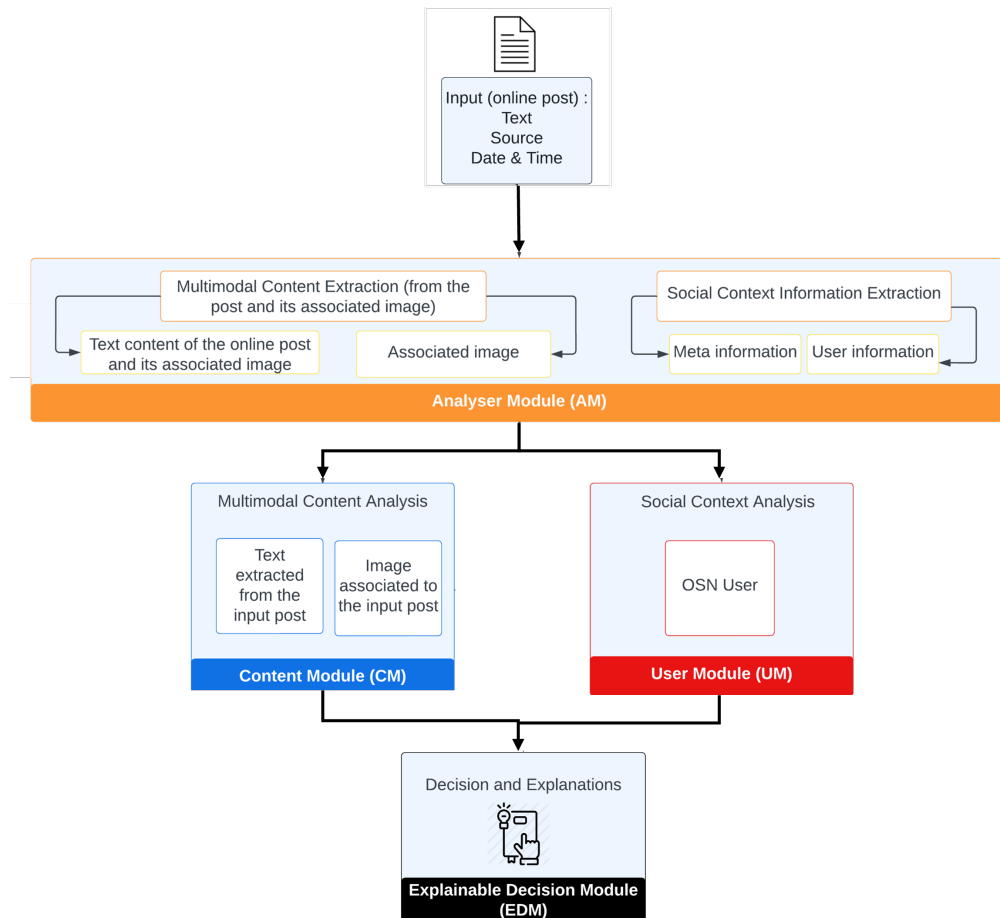 Input (online post) :
Text
Source
Date & Time
Multimodal Content Extraction (from the
post and its associated image)
Social Context Information Extraction
Text content of the online post
and its associated image
Associated image
Meta information
User information
Analyser Module (AM)
Multimodal Content Analysis
Text
extracted
from the
input post
Image
associated to
the input post
Content Module (CM)
Social Context Analysis
OSN User
User Module (UM)
Decision and Explanations
Explainable Decision Module
(EDM)